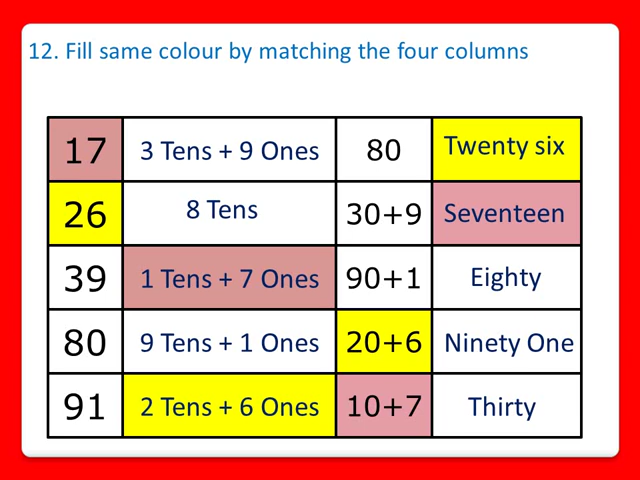 12. Fill same colour by matching the four columns
17 3 Tens + 9 Ones 80 Twenty six
26 8 Tens 30+9 Seventeen
39 1 Tens + 7 Ones 90+1 Eighty
80 9 Tens + 1 Ones 20+6 Ninety One
91 2 Tens + 6 Ones 10+7 Thirty